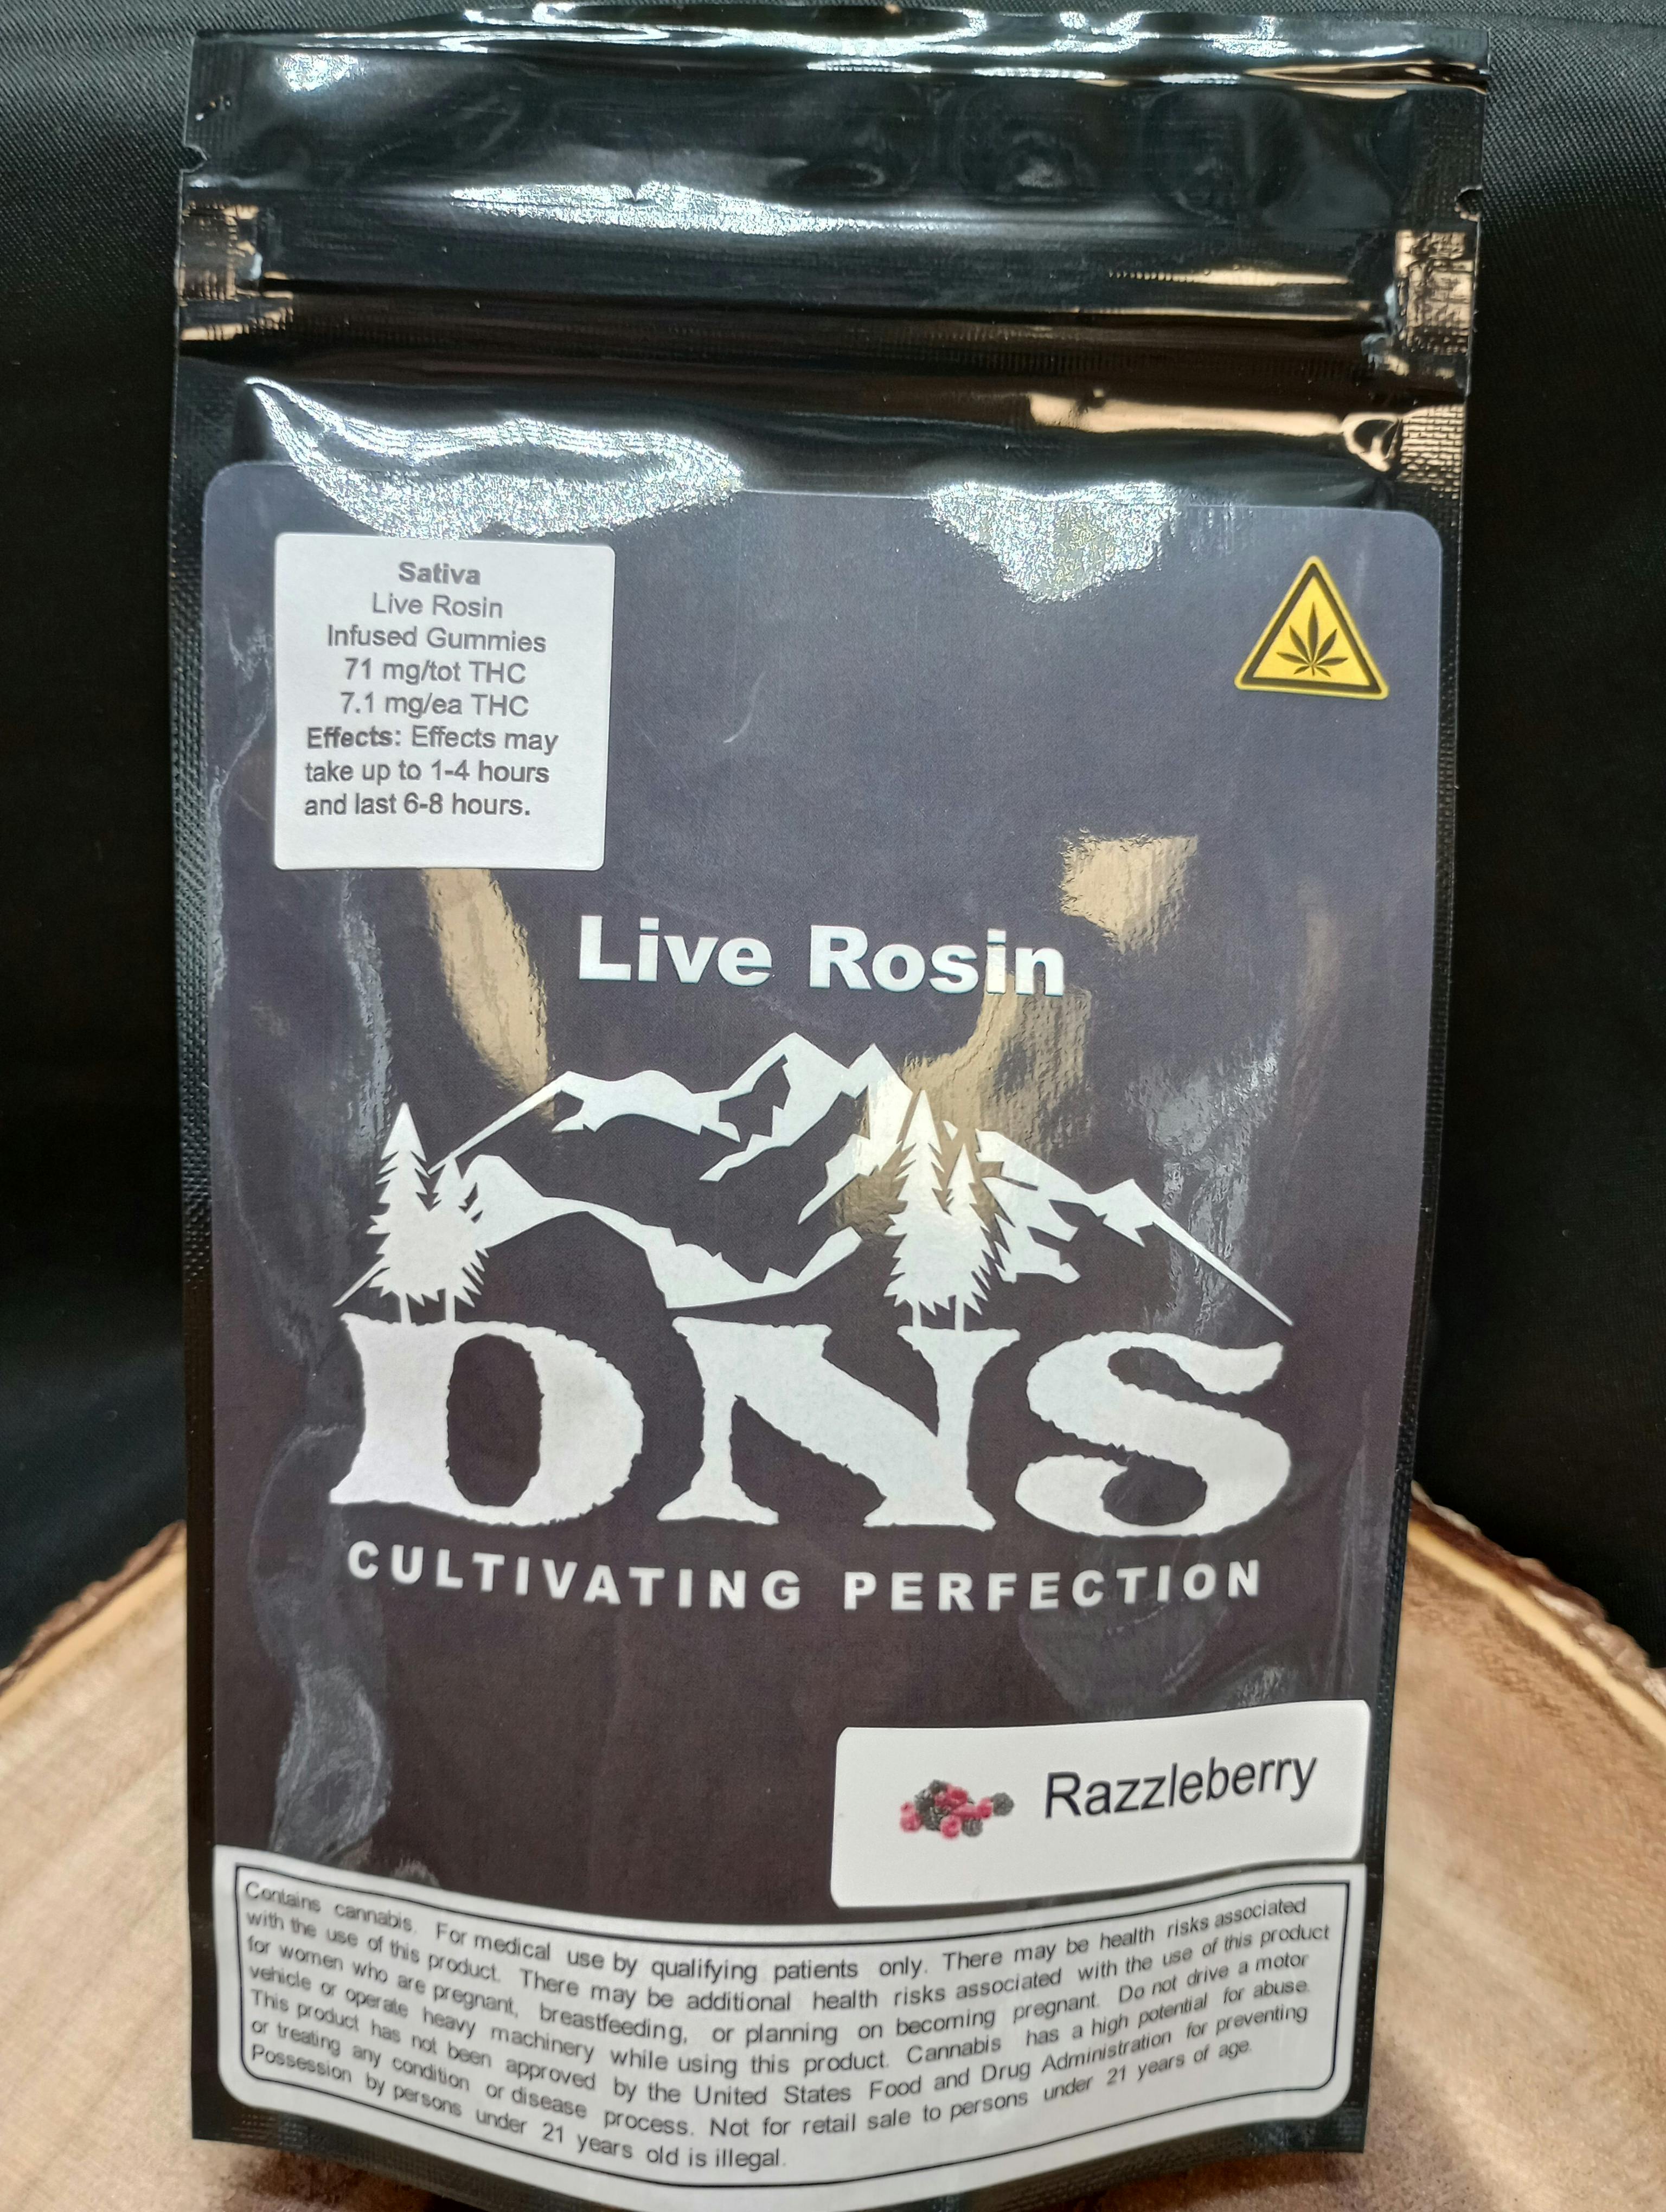 Sativa
Live Rosin
Infused Gummies
71 mg/tot THC
7.1 mg/ea THC
Effects: Effects may
take up to 1-4 hours
and last 6-8 hours.
Live Rosin
DNS
CULTIVATING PERFECTION
Razzleberry
Contains cannabis. For medical use by qualifying patients only. There may be health risks associated
with the use of this product. There may be additional health risks associated with the use of this product
for women who are pregnant, breastfeeding, or planning on becoming pregnant. Do not drive a motor
vehicle or operate heavy machinery while using this product. Cannabis has a high potential for abuse.
This product has not been approved by the United States Food and Drug Administration for preventing
or treating any condition or disease process. Not for retail sale to persons under 21 years of age.
Possession by persons under 21 years old is illegal.